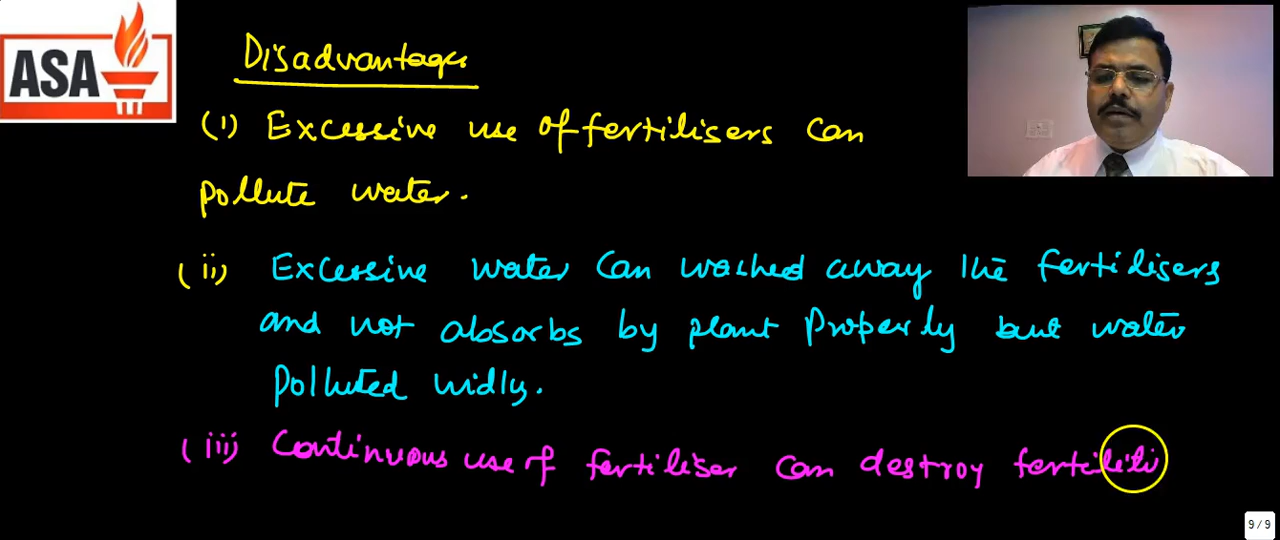 ASA
Disadvantages
(i) Excessive use of fertilisers can
pollute water.
(ii) Excessive water can washed away the fertilisers
and not absorbs by plant properly but water
polluted widly.
(iii) Continuous use of fertiliser can destroy fertiliti
9/9